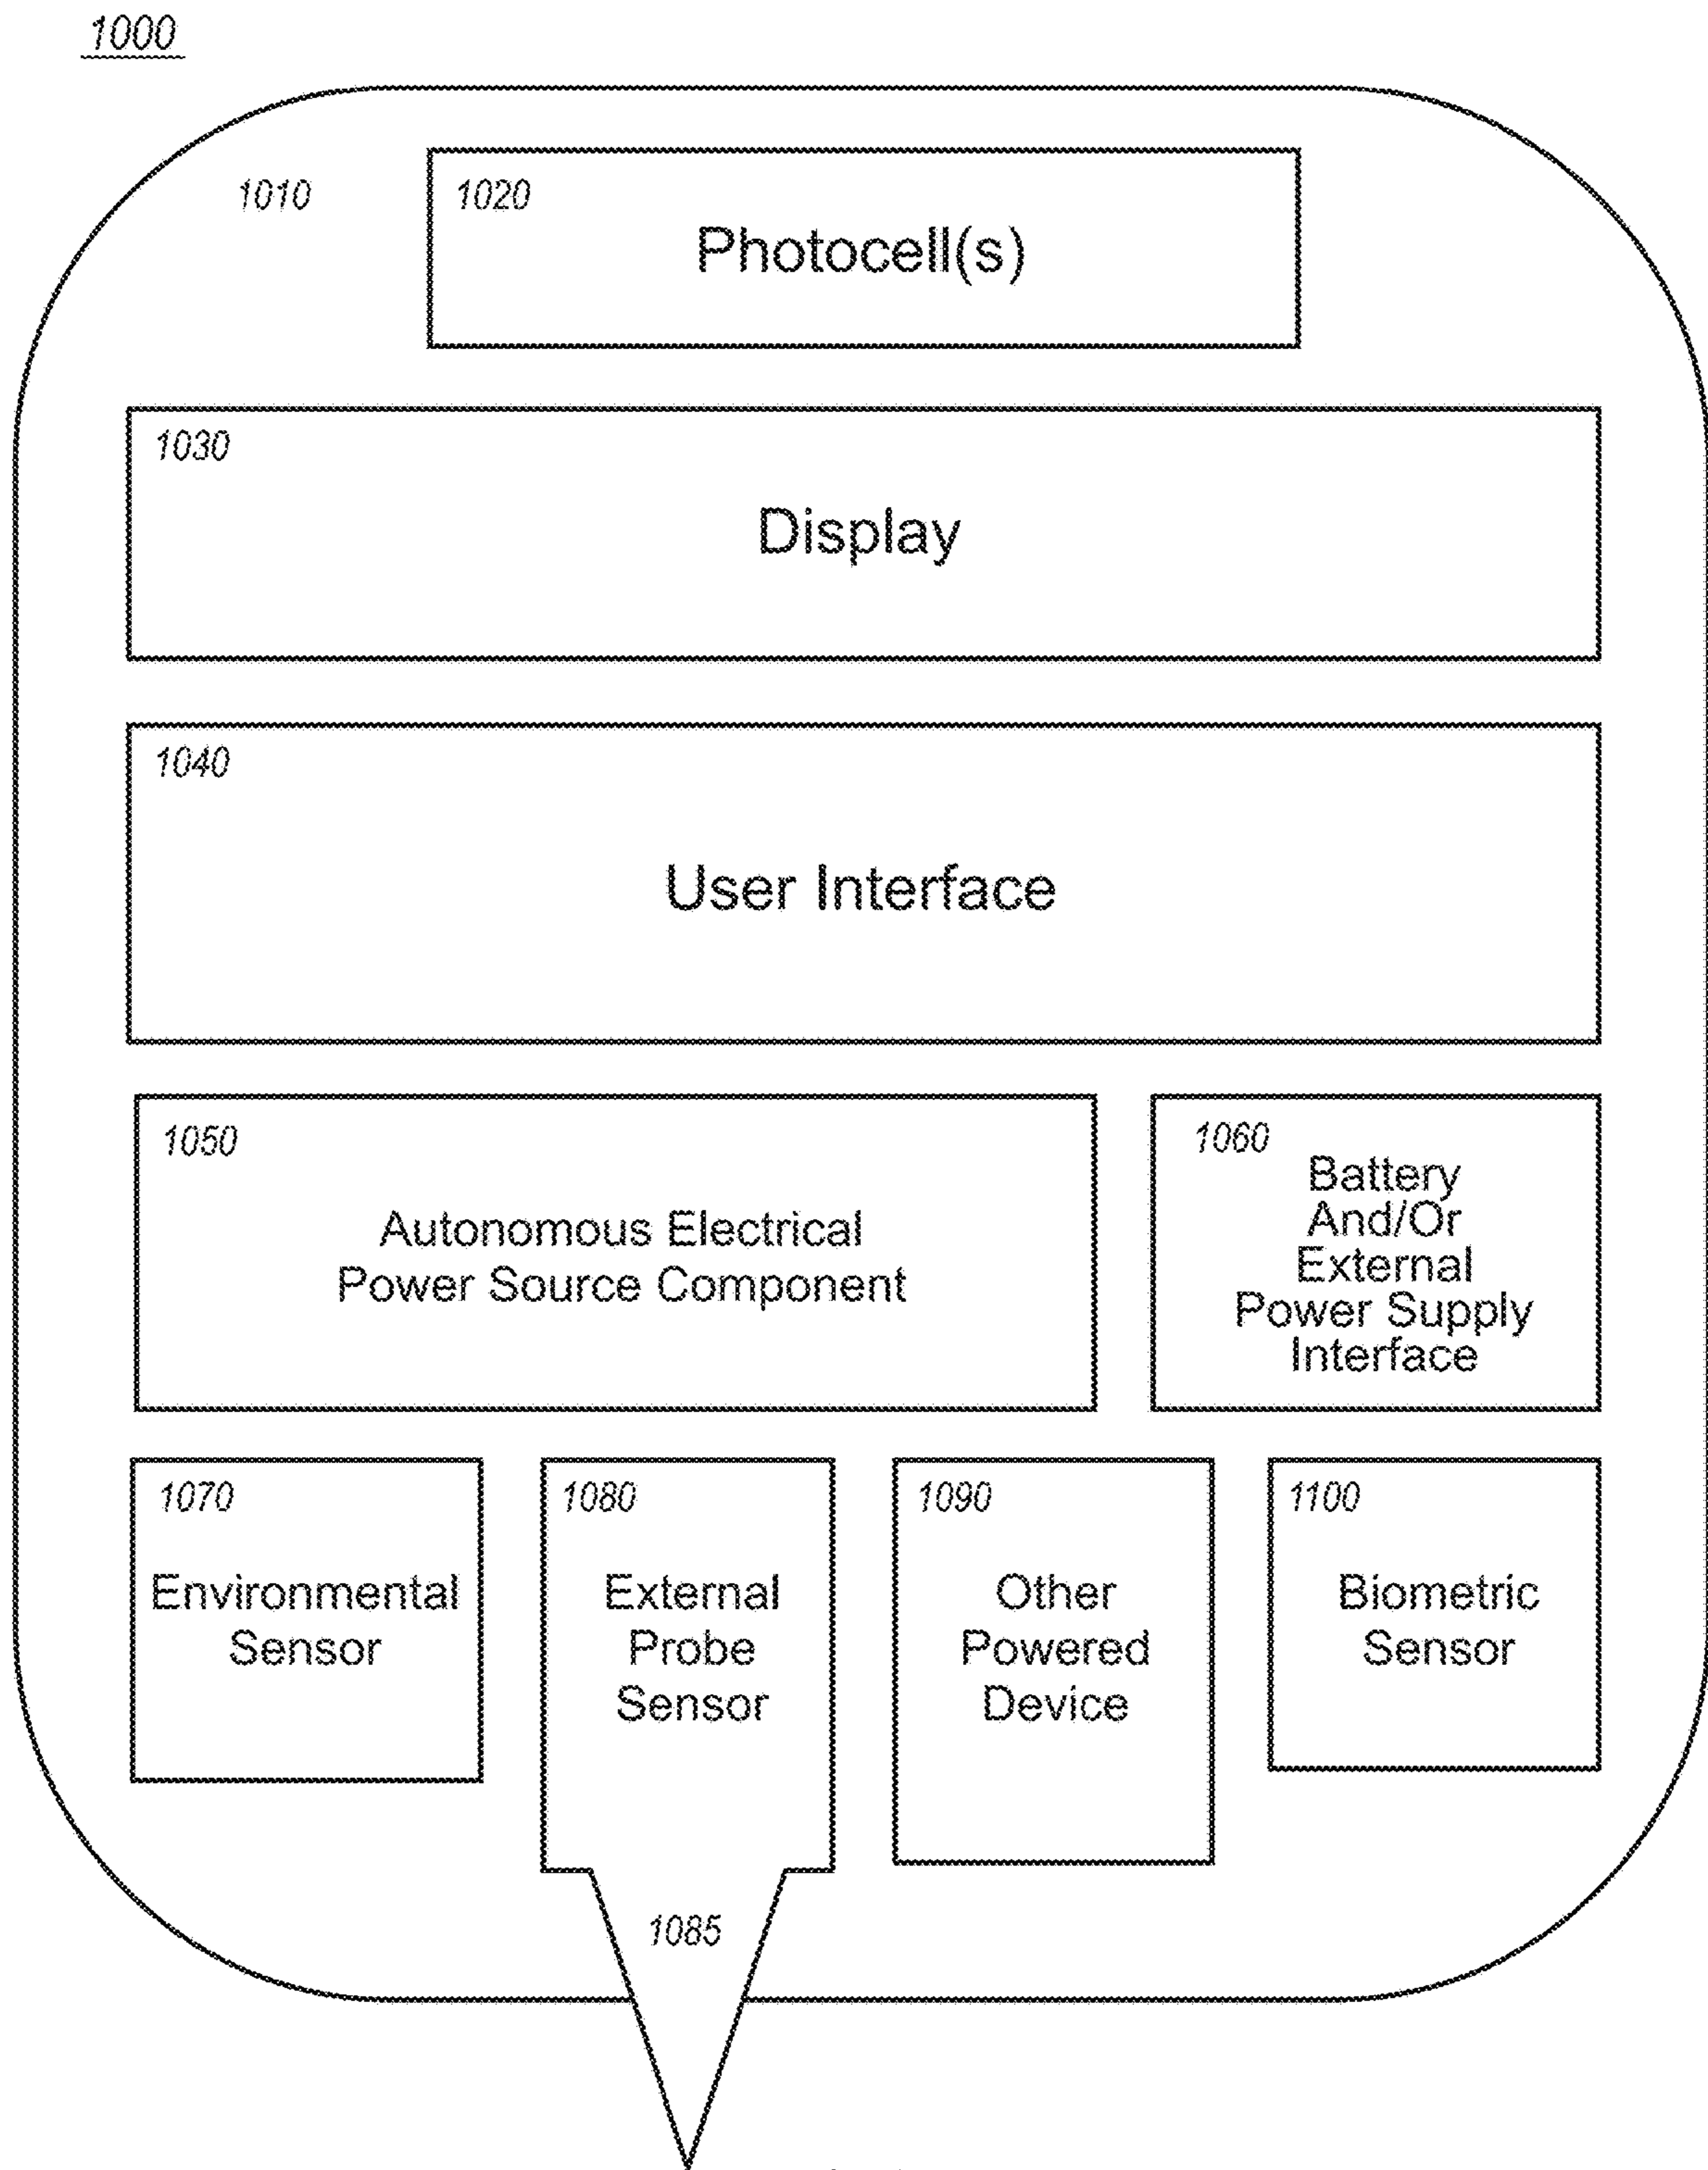 1000
1010
1020
Photocell(s)
1030
Display
1040
User Interface
1050
Autonomous Electrical
Power Source Component
1060
Battery
And/Or
External
Power Supply
Interface
1070
Environmental
Sensor
1080
External
Probe
Sensor
1085
1090
Other
Powered
Device
1100
Biometric
Sensor